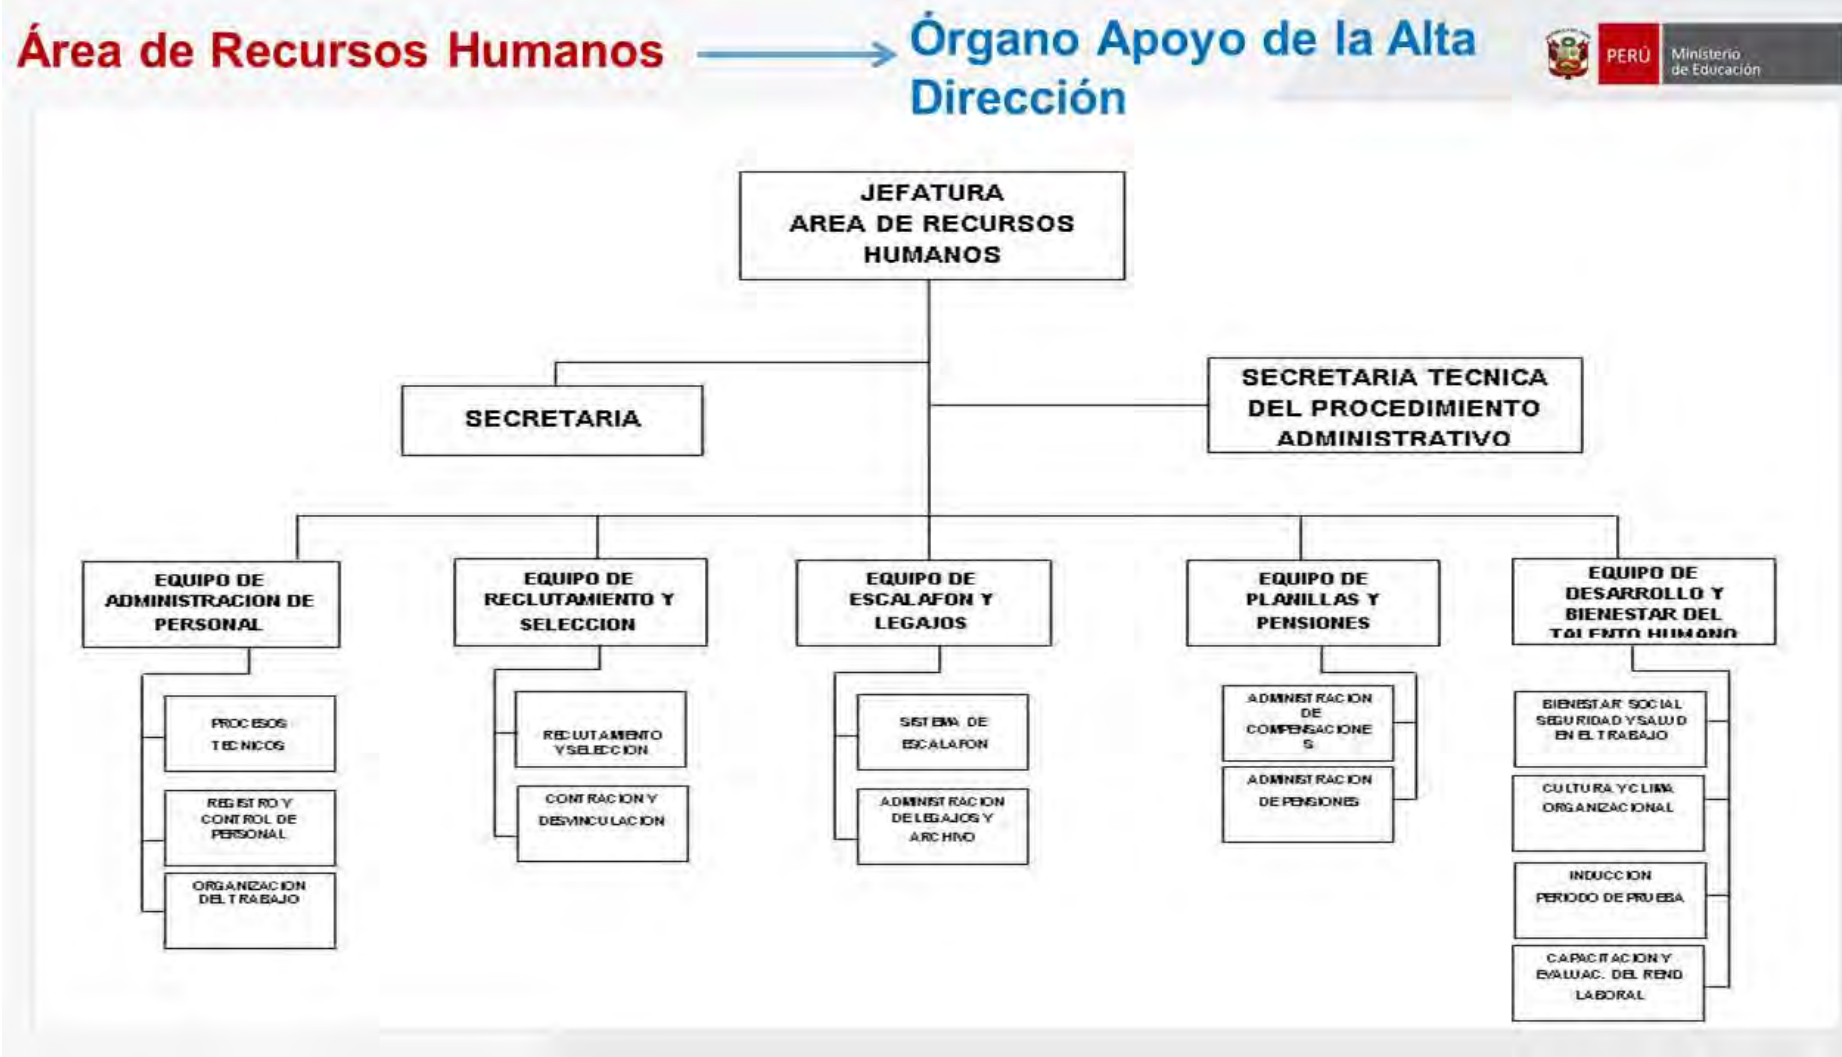 Área de Recursos Humanos
Órgano Apoyo de la Alta
Dirección
PERÚ
Ministerio
de Educación
JEFATURA
AREA DE RECURSOS
HUMANOS
SECRETARIA
SECRETARIA TECNICA
DEL PROCEDIMIENTO
ADMINISTRATIVO
EQUIPO DE
ADMINISTRACION DE
PERSONAL
PROCESOS
TECNICOS
REGISTRO Y
CONTROL DE
PERSONAL
ORGANIZACION
DEL TRABAJO
EQUIPO DE
RECLUTAMIENTO Y
SELECCION
RECLUTAMIENTO
Y SELECCION
CONTRACION Y
DESVINCULACION
EQUIPO DE
ESCALAFON Y
LEGAJOS
SISTEMA DE
ESCALAFON
ADMINISTRACION
DE LEGAJOS Y
ARCHIVO
EQUIPO DE
PLANILLAS Y
PENSIONES
ADMINISTRACION
DE
COMPENSACIONE
S
ADMINISTRACION
DE PENSIONES
EQUIPO DE
DESARROLLO Y
BIENESTAR DEL
TALENTO HUMANO
BIENESTAR SOCIAL
SEGURIDAD Y SALUD
EN EL TRABAJO
CULTURA Y CLIMA
ORGANIZACIONAL
INDUCCION
PERIODO DE PRUEBA
CAPACITACION Y
EVALUAC. DEL REND
LABORAL